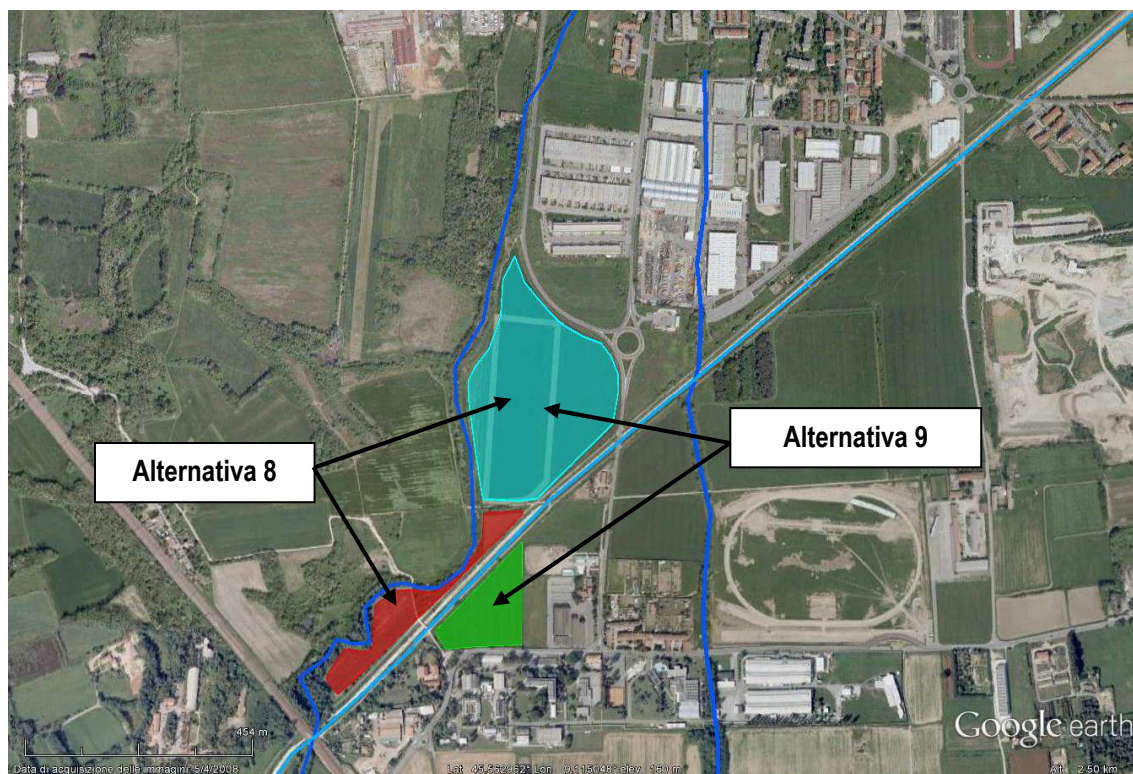 Alternativa 9
Alternativa 8
Google earth
454 m
Data di acquisizione delle immagini: 5/4/2008
Lat 45.562962° Lon 9.115048° elev 160 m
Alt 2.50 km